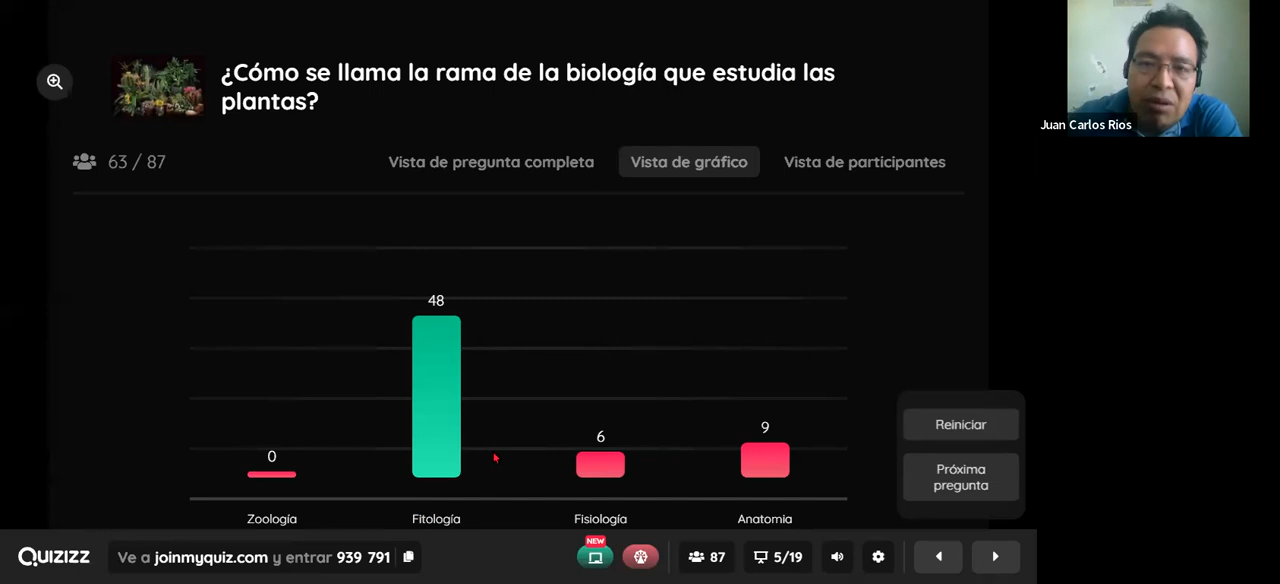 ¿Cómo se llama la rama de la biología que estudia las
plantas?
Juan Carlos Rios
63 / 87
Vista de pregunta completa
Vista de gráfico
Vista de participantes
48
0
6
9
Reiniciar
Próxima
pregunta
Zoología
Fitología
Fisiología
Anatomia
QUIZIZZ
Ve a joinmyquiz.com y entrar 939 791
NEW
87
5/19